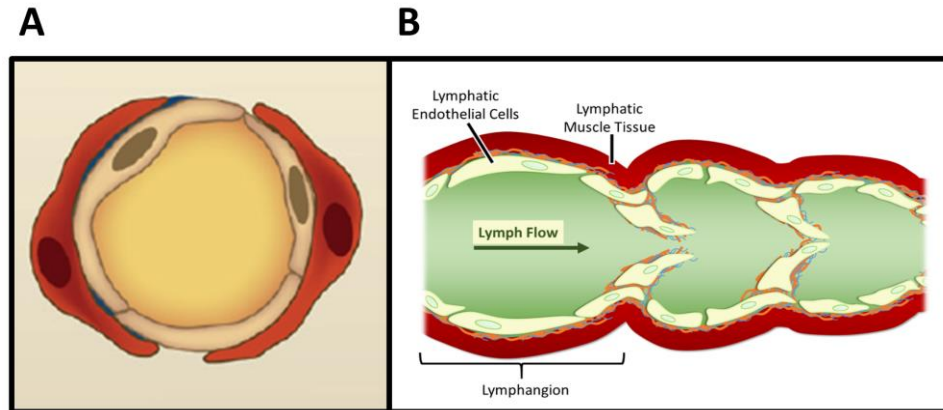 A
B
Lymphatic
Endothelial Cells
Lymphatic
Muscle Tissue
Lymph Flow
Lymphangion